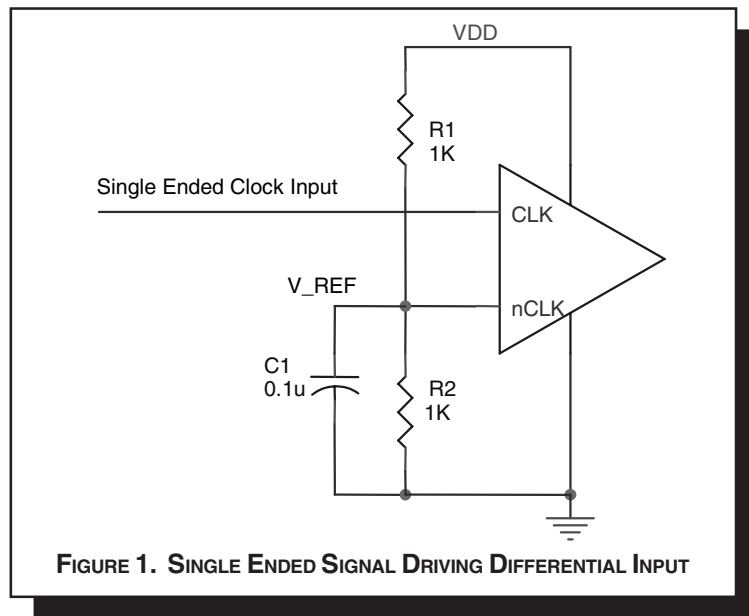 VDD
R1
1K
Single Ended Clock Input
CLK
V_REF
nCLK
C1
0.1u
R2
1K
FIGURE 1. SINGLE ENDED SIGNAL DRIVING DIFFERENTIAL INPUT